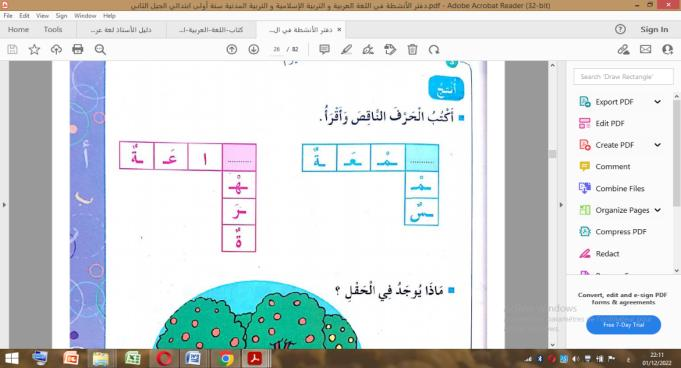 دفتر الأنشطة في اللغة العربية و التربية الإسلامية و التربية المدنية سنة أولى ابتدائي الجيل الثاني.pdf - Adobe Acrobat Reader (32-bit)
File Edit View Sign Window Help
Home Tools
دليل الأستاذ لغة عر...
كتاب-اللغة-العربية-ا...
دفتر الأنشطة في ال... ×
Sign In
26 / 82
Search 'Draw Rectangle'
Export PDF
Edit PDF
Create PDF
Comment
Combine Files
Organize Pages
Compress PDF
Redact
Convert, edit and e-sign PDF
forms & agreements
Free 7-Day Trial
أُنْتِجُ
أَكْتُبُ الْحَرْفَ النَّاقِصَ وَأَقْرَأُ.
.......... مْـ ـعَـ ـةٌ
ـمْـ
ـسٌ
.......... ا عَـ ـةٌ
ـهْـ
ـرَ
ةٌ
أ
مَاذَا يُوجَدُ فِي الْحَقْلِ ؟
22:11
01/12/2022